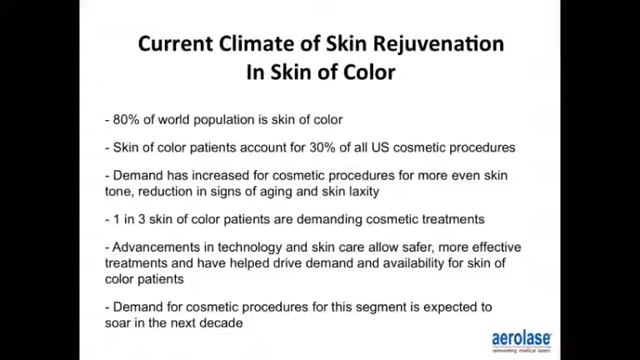 Current Climate of Skin Rejuvenation
In Skin of Color
- 80% of world population is skin of color
- Skin of color patients account for 30% of all US cosmetic procedures
- Demand has increased for cosmetic procedures for more even skin
tone, reduction in signs of aging and skin laxity
- 1 in 3 skin of color patients are demanding cosmetic treatments
- Advancements in technology and skin care allow safer, more effective
treatments and have helped drive demand and availability for skin of
color patients
- Demand for cosmetic procedures for this segment is expected to
soar in the next decade
aerolase®
reinventing medical lasers